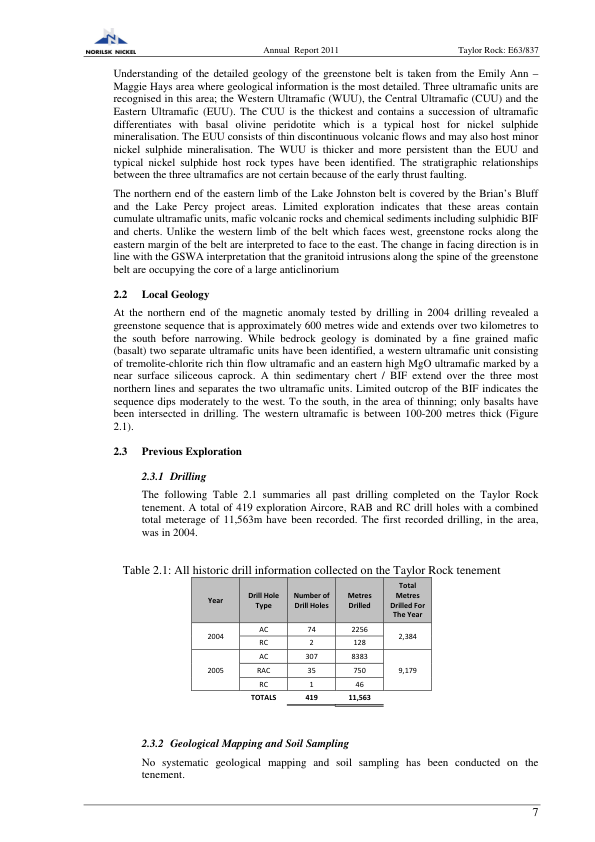 NORILSK NICKEL
Annual Report 2011
Taylor Rock: E63/837
Understanding of the detailed geology of the greenstone belt is taken from the Emily Ann –
Maggie Hays area where geological information is the most detailed. Three ultramafic units are
recognised in this area; the Western Ultramafic (WUU), the Central Ultramafic (CUU) and the
Eastern Ultramafic (EUU). The CUU is the thickest and contains a succession of ultramafic
differentiates with basal olivine peridotite which is a typical host for nickel sulphide
mineralisation. The EUU consists of thin discontinuous volcanic flows and may also host minor
nickel sulphide mineralisation. The WUU is thicker and more persistent than the EUU and
typical nickel sulphide host rock types have been identified. The stratigraphic relationships
between the three ultramafics are not certain because of the early thrust faulting.
The northern end of the eastern limb of the Lake Johnston belt is covered by the Brian's Bluff
and the Lake Percy project areas. Limited exploration indicates that these areas contain
cumulate ultramafic units, mafic volcanic rocks and chemical sediments including sulphidic BIF
and cherts. Unlike the western limb of the belt which faces west, greenstone rocks along the
eastern margin of the belt are interpreted to face to the east. The change in facing direction is in
line with the GSWA interpretation that the granitoid intrusions along the spine of the greenstone
belt are occupying the core of a large anticlinorium
2.2 Local Geology
At the northern end of the magnetic anomaly tested by drilling in 2004 drilling revealed a
greenstone sequence that is approximately 600 metres wide and extends over two kilometres to
the south before narrowing. While bedrock geology is dominated by a fine grained mafic
(basalt) two separate ultramafic units have been identified, a western ultramafic unit consisting
of tremolite-chlorite rich thin flow ultramafic and an eastern high MgO ultramafic marked by a
near surface siliceous caprock. A thin sedimentary chert / BIF extend over the three most
northern lines and separates the two ultramafic units. Limited outcrop of the BIF indicates the
sequence dips moderately to the west. To the south, in the area of thinning; only basalts have
been intersected in drilling. The western ultramafic is between 100-200 metres thick (Figure
2.1).
2.3 Previous Exploration
2.3.1 Drilling
The following Table 2.1 summaries all past drilling completed on the Taylor Rock
tenement. A total of 419 exploration Aircore, RAB and RC drill holes with a combined
total meterage of 11,563m have been recorded. The first recorded drilling, in the area,
was in 2004.
Table 2.1: All historic drill information collected on the Taylor Rock tenement
Year | Drill Hole Type | Number of Drill Holes | Metres Drilled | Total Metres Drilled For The Year
2004 | AC | 74 | 2256 | 2,384
RC | 2 | 128
2005 | AC | 307 | 8383 | 9,179
RAC | 35 | 750
RC | 1 | 46
TOTALS | 419 | 11,563
2.3.2 Geological Mapping and Soil Sampling
No systematic geological mapping and soil sampling has been conducted on the
tenement.
7